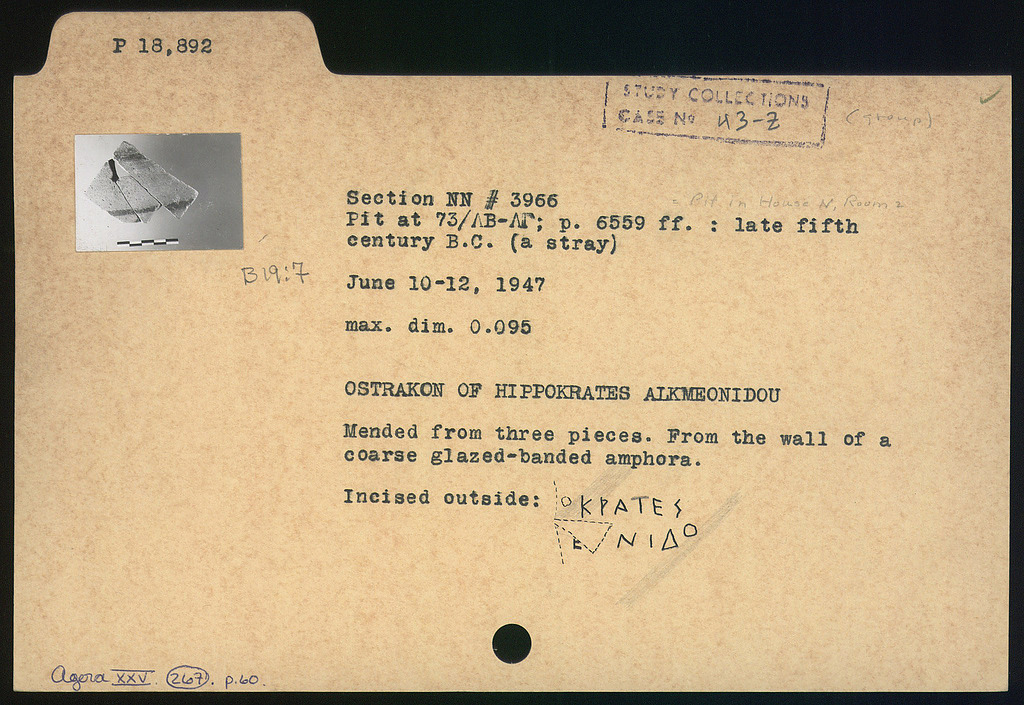 P 18,892
STUDY COLLECTIONS
CASE No 43-Z
(group)
Section NN # 3966
= Pit in House N, Room 2
Pit at 73/ΛΒ-ΛΓ; p. 6559 ff. : late fifth
century B.C. (a stray)
B19:7
June 10-12, 1947
max. dim. 0.095
OSTRAKON OF HIPPOKRATES ALKMEONIDOU
Mended from three pieces. From the wall of a
coarse glazed-banded amphora.
Incised outside: ΟΚΡΑΤΕS
ΕΝΙΔΟ
Agora XXV. 267. p.60.